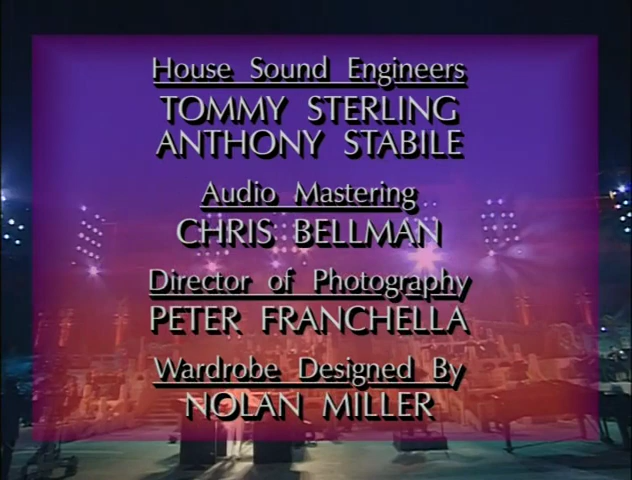 House Sound Engineers
TOMMY STERLING
ANTHONY STABILE
Audio Mastering
CHRIS BELLMAN
Director of Photography
PETER FRANCHELLA
Wardrobe Designed By
NOLAN MILLER